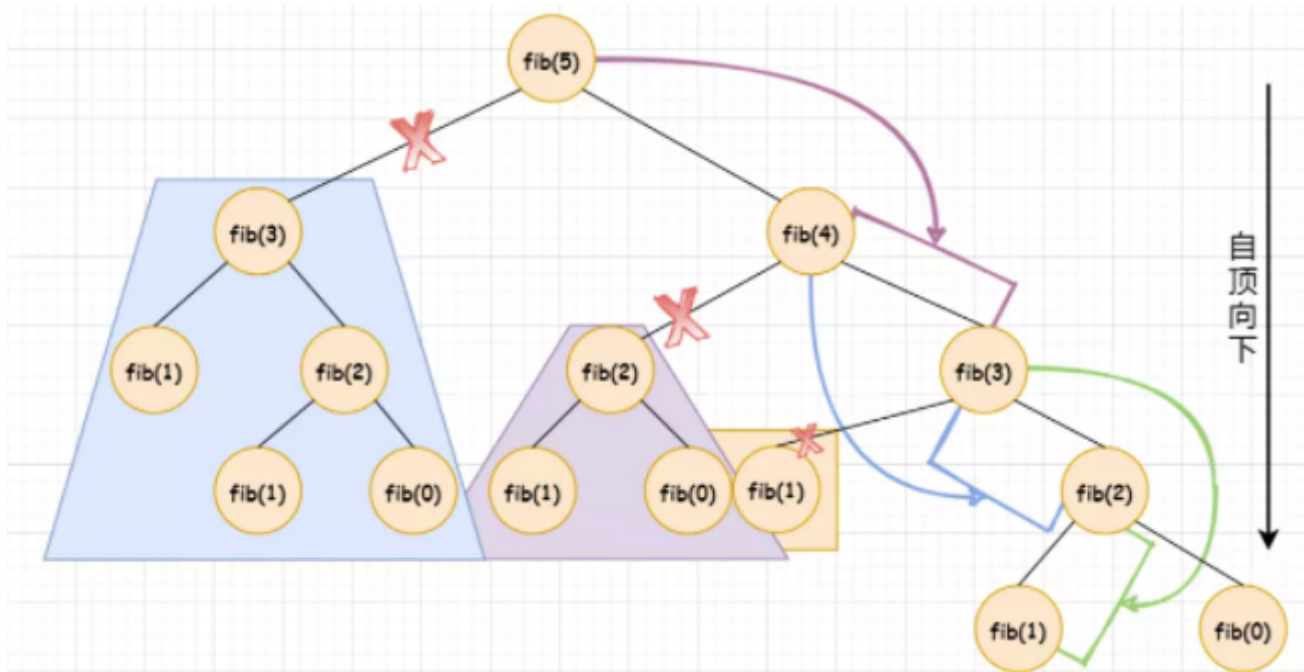 fib(5)
fib(3)
fib(4)
自顶向下
fib(1)
fib(2)
fib(2)
fib(3)
fib(1)
fib(0)
fib(1)
fib(0)
fib(1)
fib(2)
fib(1)
fib(0)